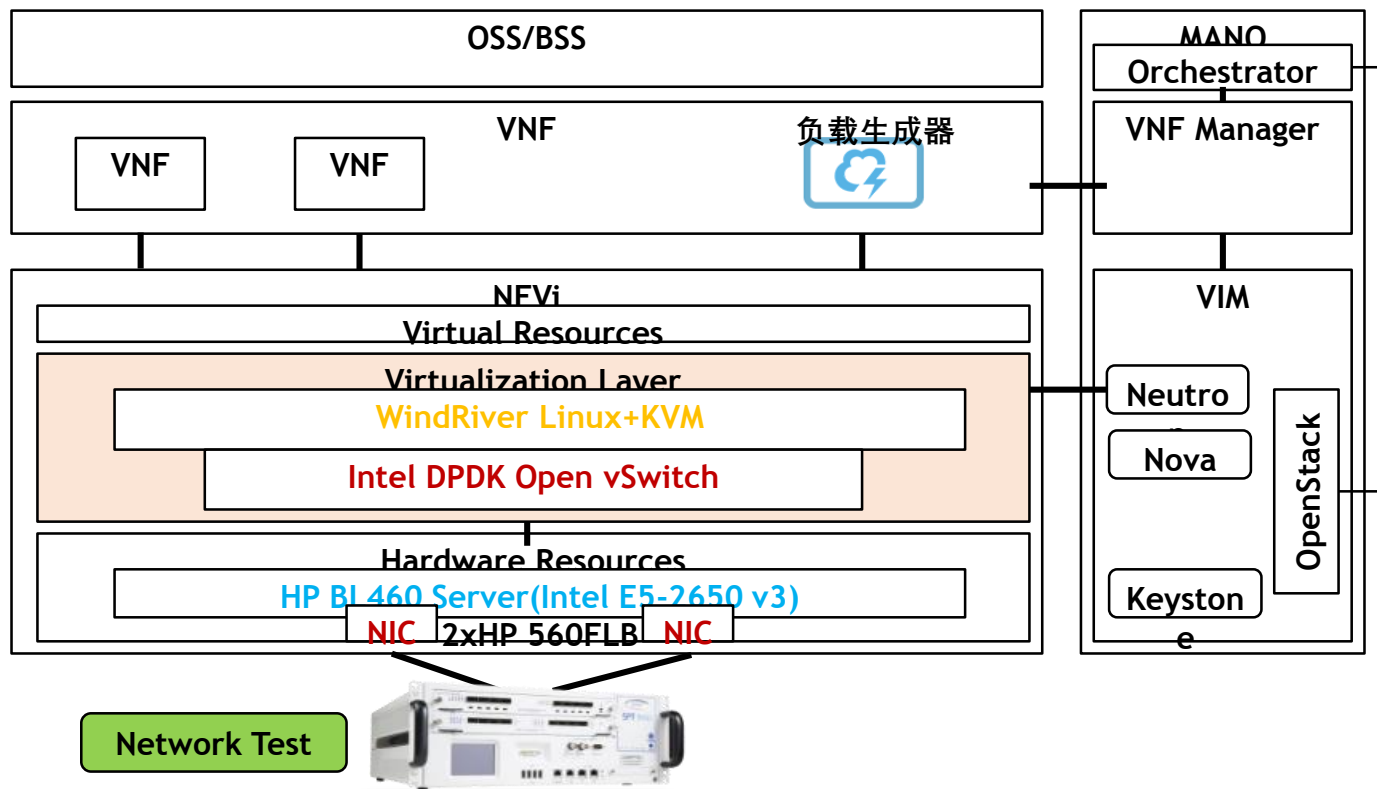 OSS/BSS
MANO
Orchestrator
VNF
负载生成器
VNF Manager
VNF
VNF
NFVi
VIM
Virtual Resources
Virtualization Layer
WindRiver Linux+KVM
Neutron
Intel DPDK Open vSwitch
Nova
OpenStack
Hardware Resources
HP BL460 Server(Intel E5-2650 v3)
Keyston
e
NIC
2xHP 560FLB
NIC
Network Test